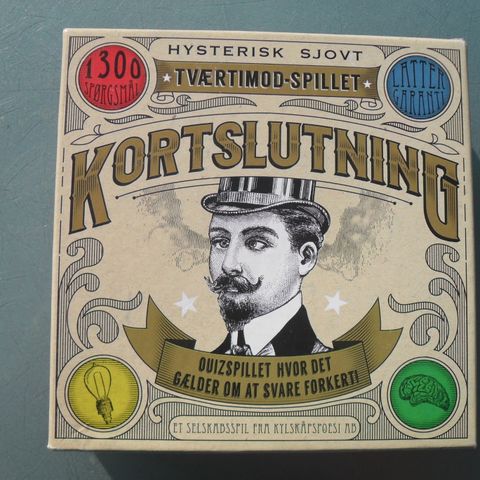 1300
SPØRGSMÅL
HYSTERISK SJOVT
TVÆRTIMOD-SPILLET
LATTER
GARANTI
KORTSLUTNING
QUIZSPILLET HVOR DET
GÆLDER OM AT SVARE FORKERT!
ET SELSKABSSPIL FRA KYLSKÅPSPOESI AB